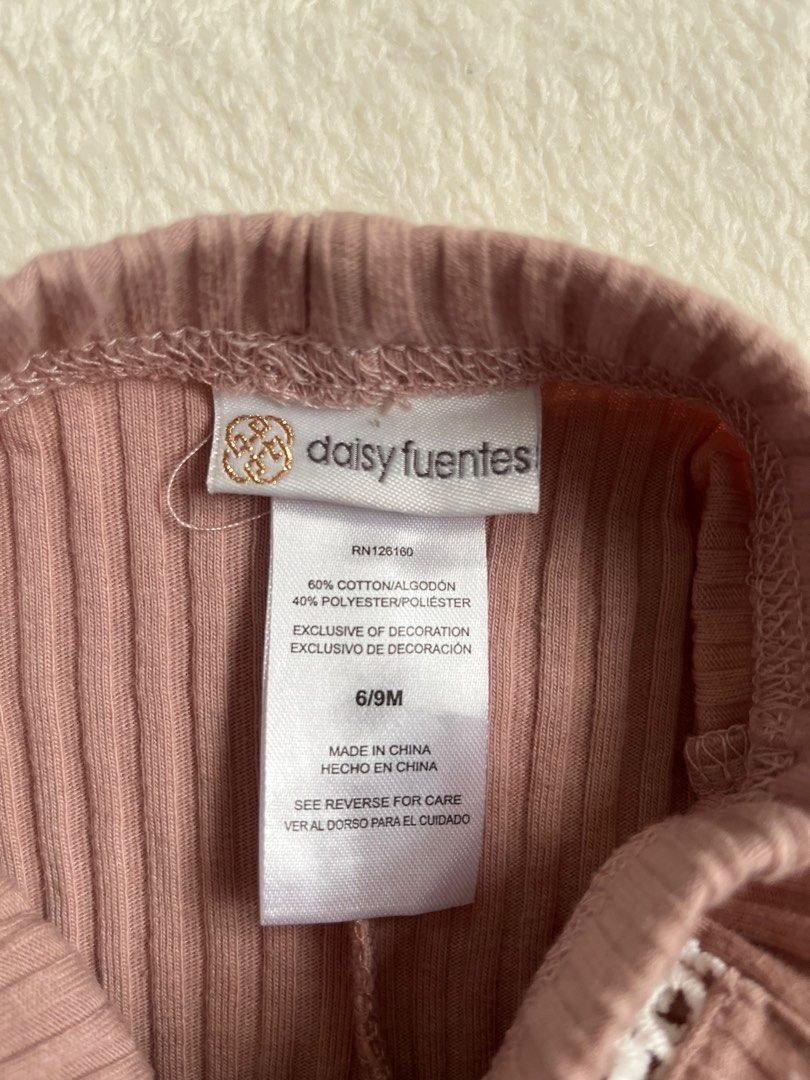 daisy fuentes
RN126160
60% COTTON/ALGODÓN
40% POLYESTER/POLIÉSTER
EXCLUSIVE OF DECORATION
EXCLUSIVO DE DECORACIÓN
6/9M
MADE IN CHINA
HECHO EN CHINA
SEE REVERSE FOR CARE
VER AL DORSO PARA EL CUIDADO